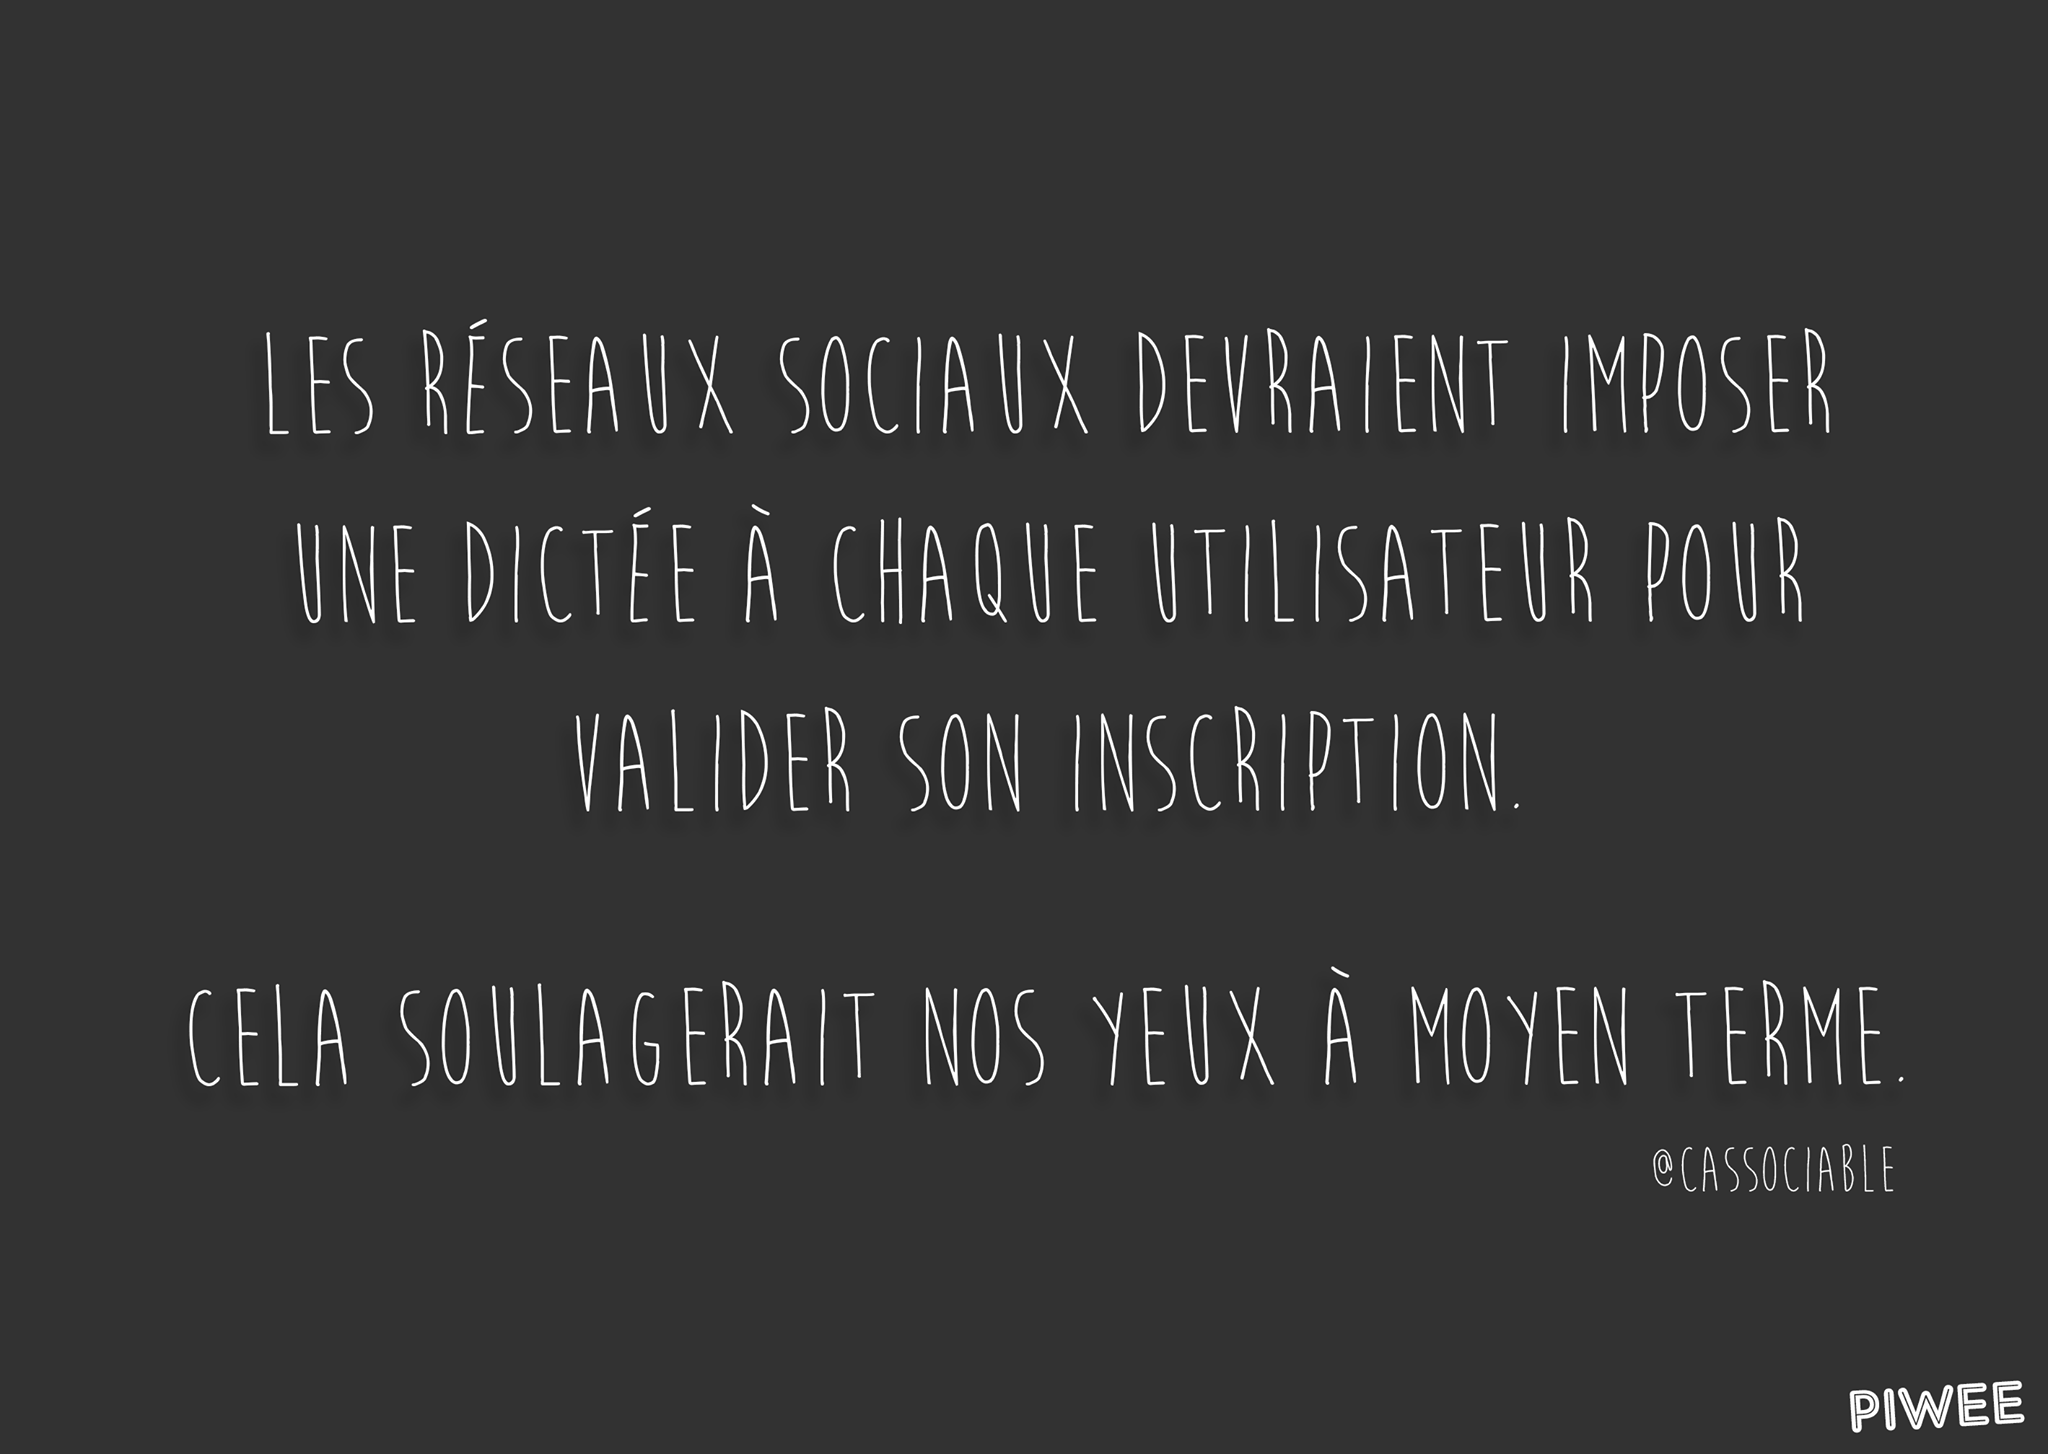 LES RÉSEAUX SOCIAUX DEVRAIENT IMPOSER
UNE DICTÉE À CHAQUE UTILISATEUR POUR
VALIDER SON INSCRIPTION.
CELA SOULAGERAIT NOS YEUX À MOYEN TERME.
@CASSOCIABLE
PIWEE